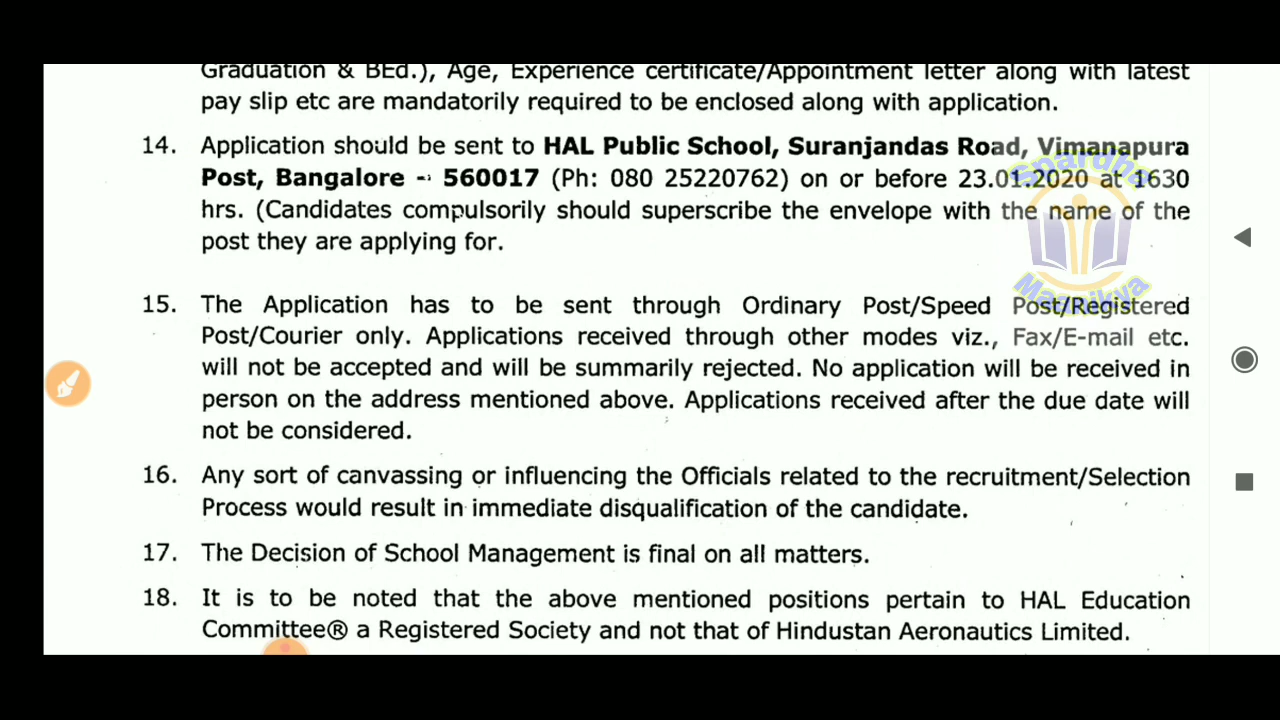 Graduation & BEd.), Age, Experience certificate/Appointment letter along with latest
pay slip etc are mandatorily required to be enclosed along with application.
14. Application should be sent to HAL Public School, Suranjandas Road, Vimanapura
Post, Bangalore - 560017 (Ph: 080 25220762) on or before 23.01.2020 at 1630
hrs. (Candidates compulsorily should superscribe the envelope with the name of the
post they are applying for.
15. The Application has to be sent through Ordinary Post/Speed Post/Registered
Post/Courier only. Applications received through other modes viz., Fax/E-mail etc.
will not be accepted and will be summarily rejected. No application will be received in
person on the address mentioned above. Applications received after the due date will
not be considered.
16. Any sort of canvassing or influencing the Officials related to the recruitment/Selection
Process would result in immediate disqualification of the candidate.
17. The Decision of School Management is final on all matters.
18. It is to be noted that the above mentioned positions pertain to HAL Education
Committee® a Registered Society and not that of Hindustan Aeronautics Limited.
Spardha
Maanikya